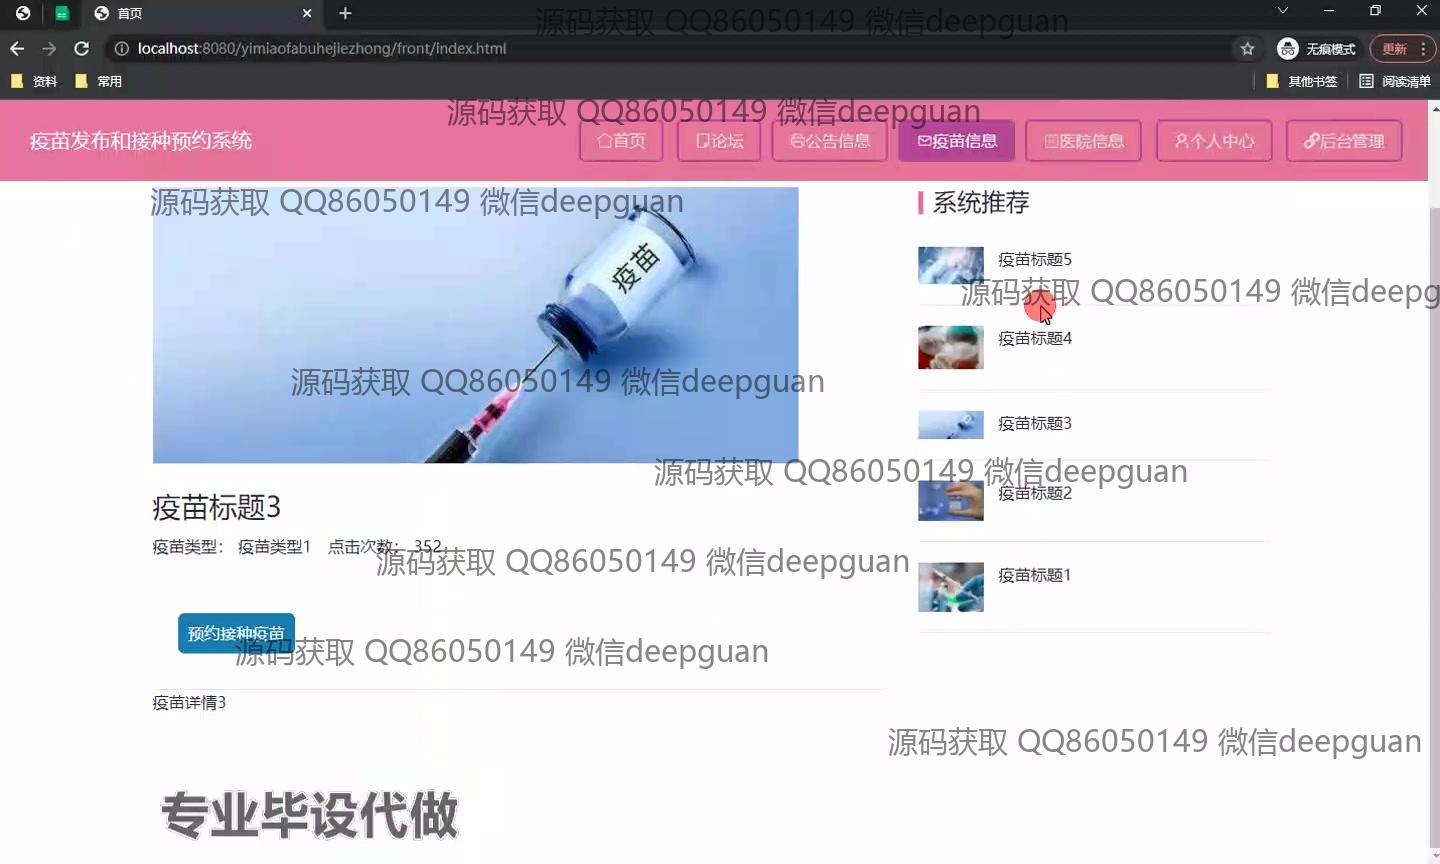 首页
localhost:8080/yimiaofabuhejiezhong/front/index.html
无痕模式
更新
资料
常用
其他书签
阅读清单
源码获取 QQ86050149 微信deepguan
源码获取 QQ86050149 微信deepguan
疫苗发布和接种预约系统
首页
论坛
公告信息
疫苗信息
医院信息
个人中心
后台管理
源码获取 QQ86050149 微信deepguan
疫苗
系统推荐
疫苗标题5
源码获取 QQ86050149 微信deepg
疫苗标题4
源码获取 QQ86050149 微信deepguan
疫苗标题3
源码获取 QQ86050149 微信deepguan
疫苗标题2
疫苗标题3
疫苗类型： 疫苗类型1 点击次数： 352
源码获取 QQ86050149 微信deepguan
疫苗标题1
预约接种疫苗
源码获取 QQ86050149 微信deepguan
疫苗详情3
源码获取 QQ86050149 微信deepguan
专业毕设代做